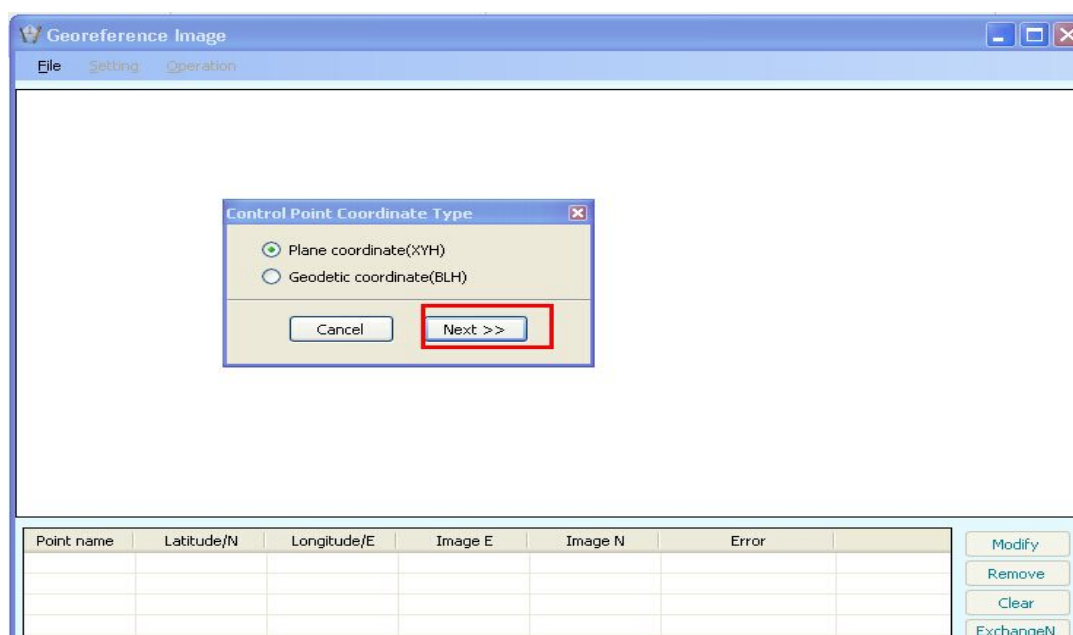 Georeference Image
File Setting Operation
Control Point Coordinate Type
Plane coordinate(XYH)
Geodetic coordinate(BLH)
Cancel Next >>
Point name Latitude/N Longitude/E Image E Image N Error
Modify
Remove
Clear
ExchangeN